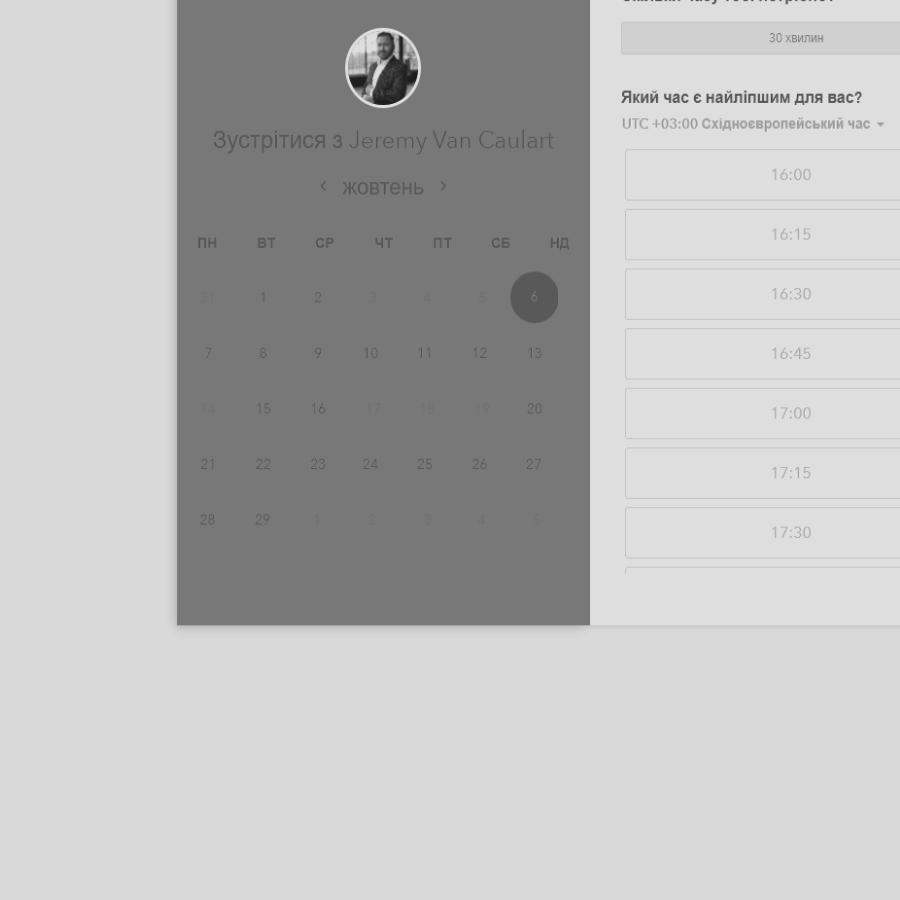 30 хвилин
Який час є найліпшим для вас?
UTC +03:00 Східноєвропейський час
16:00
16:15
16:30
16:45
17:00
17:15
17:30
Зустрітися з Jeremy Van Caulart
жовтень
ПН ВТ СР ЧТ ПТ СБ НД
31 1 2 3 4 5 6
7 8 9 10 11 12 13
14 15 16 17 18 19 20
21 22 23 24 25 26 27
28 29 1 2 3 4 5